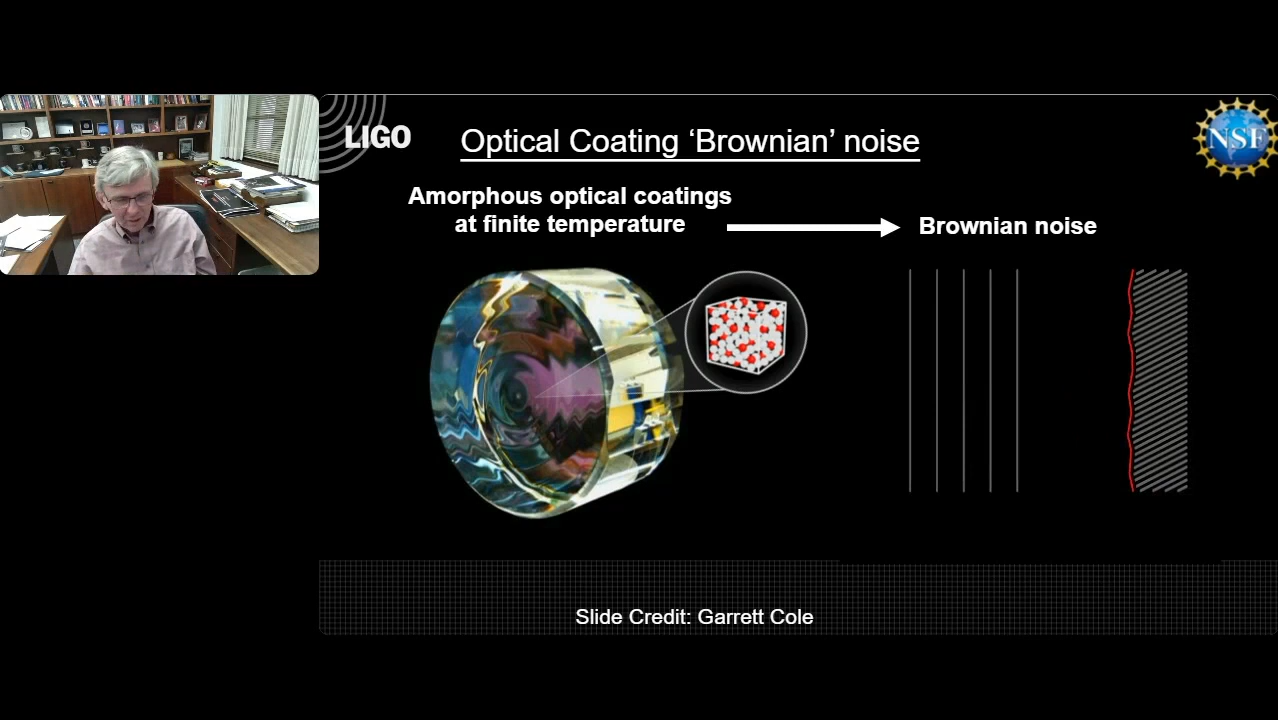 LIGO
Optical Coating ‘Brownian’ noise
NSF
Amorphous optical coatings
at finite temperature
Brownian noise
Slide Credit: Garrett Cole